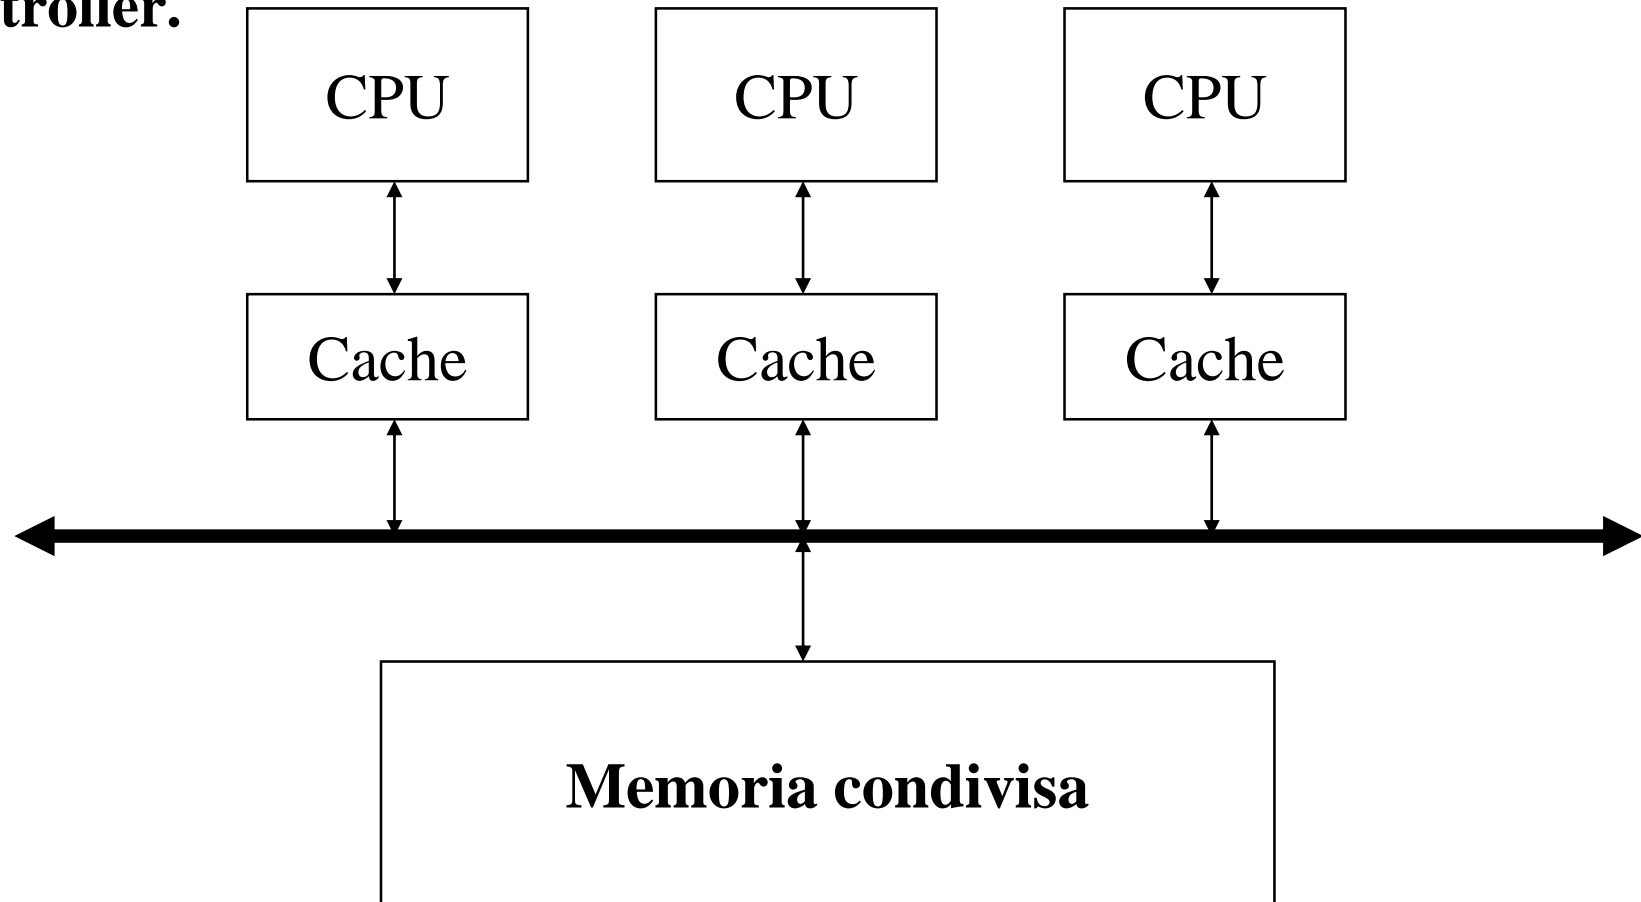 troller.
CPU CPU CPU
Cache Cache Cache
Memoria condivisa